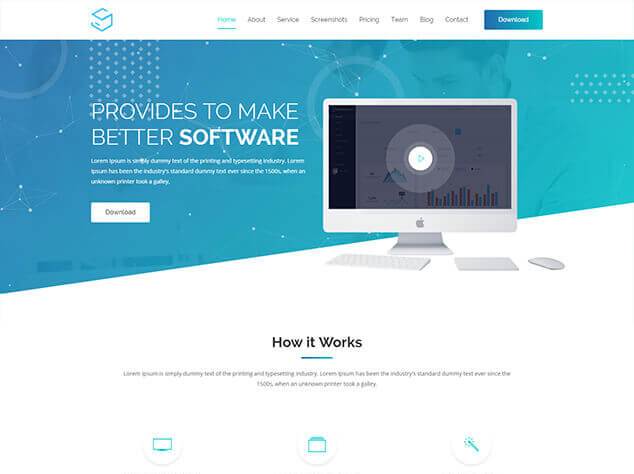 Home About Service Screenshots Pricing Team Blog Contact Download
PROVIDES TO MAKE
BETTER SOFTWARE
Lorem Ipsum is simply dummy text of the printing and typesetting industry. Lorem
Ipsum has been the industry's standard dummy text ever since the 1500s, when an
unknown printer took a galley.
Download
How it Works
Lorem Ipsum is simply dummy text of the printing and typesetting industry. Lorem Ipsum has been the industry's standard dummy text ever since the
1500s, when an unknown printer took a galley.